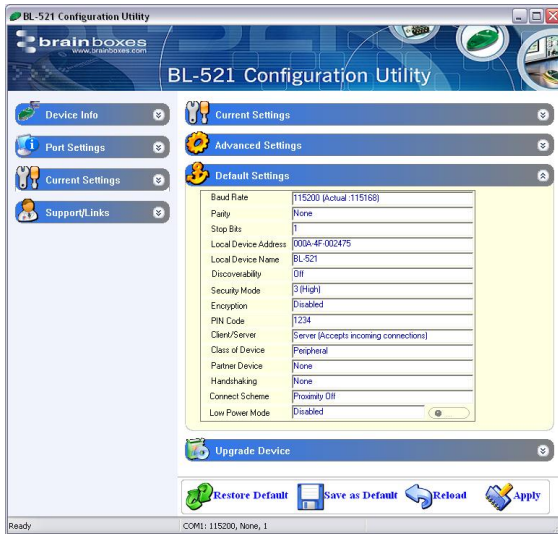 BL-521 Configuration Utility
brainboxes
www.brainboxes.com
BL-521 Configuration Utility
Device Info
Port Settings
Current Settings
Support/Links
Current Settings
Advanced Settings
Default Settings
Baud Rate 115200 (Actual :115168)
Parity None
Stop Bits 1
Local Device Address 000A-4F-002475
Local Device Name BL-521
Discoverability Off
Security Mode 3 (High)
Encryption Disabled
PIN Code 1234
Client/Server Server (Accepts incoming connections)
Class of Device Peripheral
Partner Device None
Handshaking None
Connect Scheme Proximity Off
Low Power Mode Disabled
Upgrade Device
Restore Default Save as Default Reload Apply
Ready COM1: 115200, None, 1